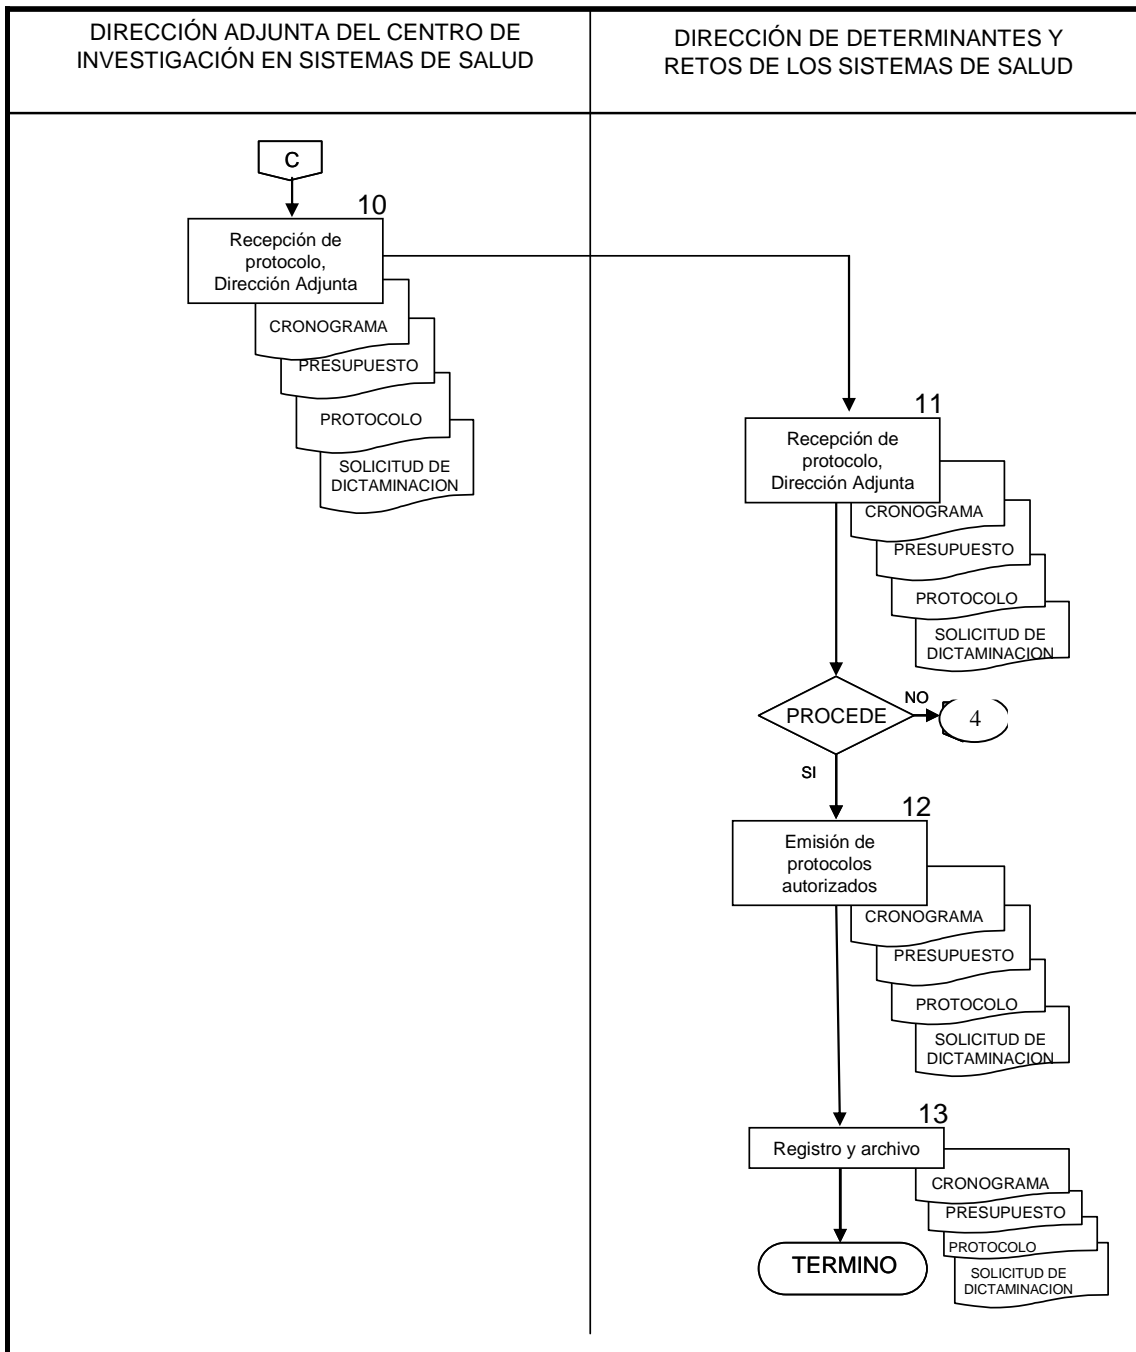 DIRECCIÓN ADJUNTA DEL CENTRO DE
INVESTIGACIÓN EN SISTEMAS DE SALUD
DIRECCIÓN DE DETERMINANTES Y
RETOS DE LOS SISTEMAS DE SALUD
C
10
Recepción de
protocolo,
Dirección Adjunta
CRONOGRAMA
PRESUPUESTO
PROTOCOLO
SOLICITUD DE
DICTAMINACION
11
Recepción de
protocolo,
Dirección Adjunta
CRONOGRAMA
PRESUPUESTO
PROTOCOLO
SOLICITUD DE
DICTAMINACION
PROCEDE
NO
4
SI
12
Emisión de
protocolos
autorizados
CRONOGRAMA
PRESUPUESTO
PROTOCOLO
SOLICITUD DE
DICTAMINACION
13
Registro y archivo
CRONOGRAMA
PRESUPUESTO
PROTOCOLO
SOLICITUD DE
DICTAMINACION
TERMINO